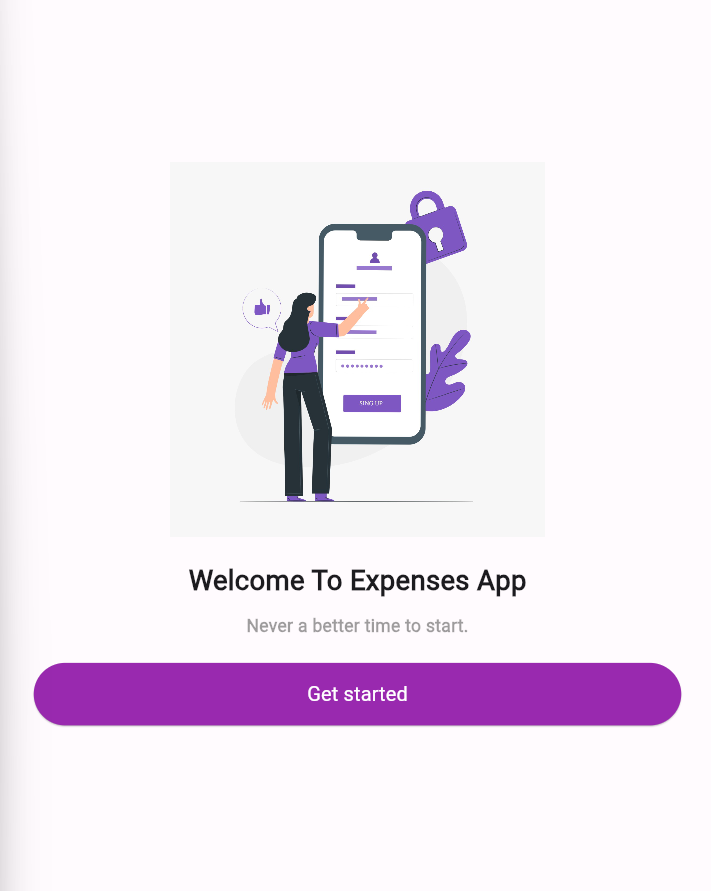 SING UP
Welcome To Expenses App
Never a better time to start.
Get started